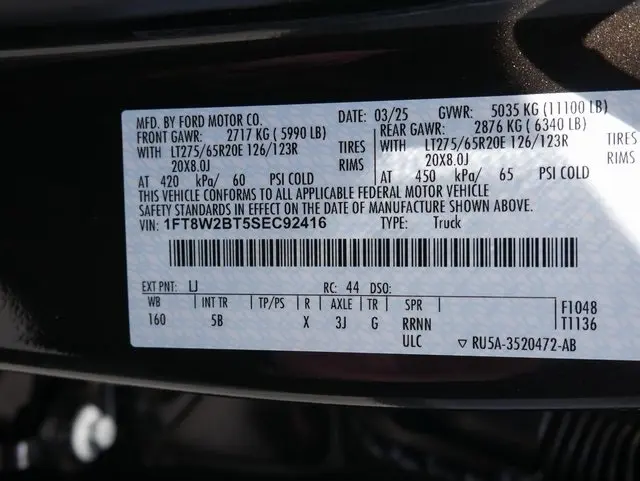 MFD. BY FORD MOTOR CO. DATE: 03/25 GVWR: 5035 KG (11100 LB)
FRONT GAWR: 2717 KG (5990 LB) REAR GAWR: 2876 KG (6340 LB)
WITH LT275/65R20E 126/123R TIRES WITH LT275/65R20E 126/123R TIRES
20X8.0J RIMS 20X8.0J RIMS
AT 420 kPa/ 60 PSI COLD AT 450 kPa/ 65 PSI COLD
THIS VEHICLE CONFORMS TO ALL APPLICABLE FEDERAL MOTOR VEHICLE
SAFETY STANDARDS IN EFFECT ON THE DATE OF MANUFACTURE SHOWN ABOVE.
VIN: 1FT8W2BT5SEC92416 TYPE: Truck
EXT PNT: LJ RC: 44 DSO:
WB INT TR TP/PS R AXLE TR SPR F1048
160 5B X 3J G RRNN T1136
ULC ▽ RU5A-3520472-AB